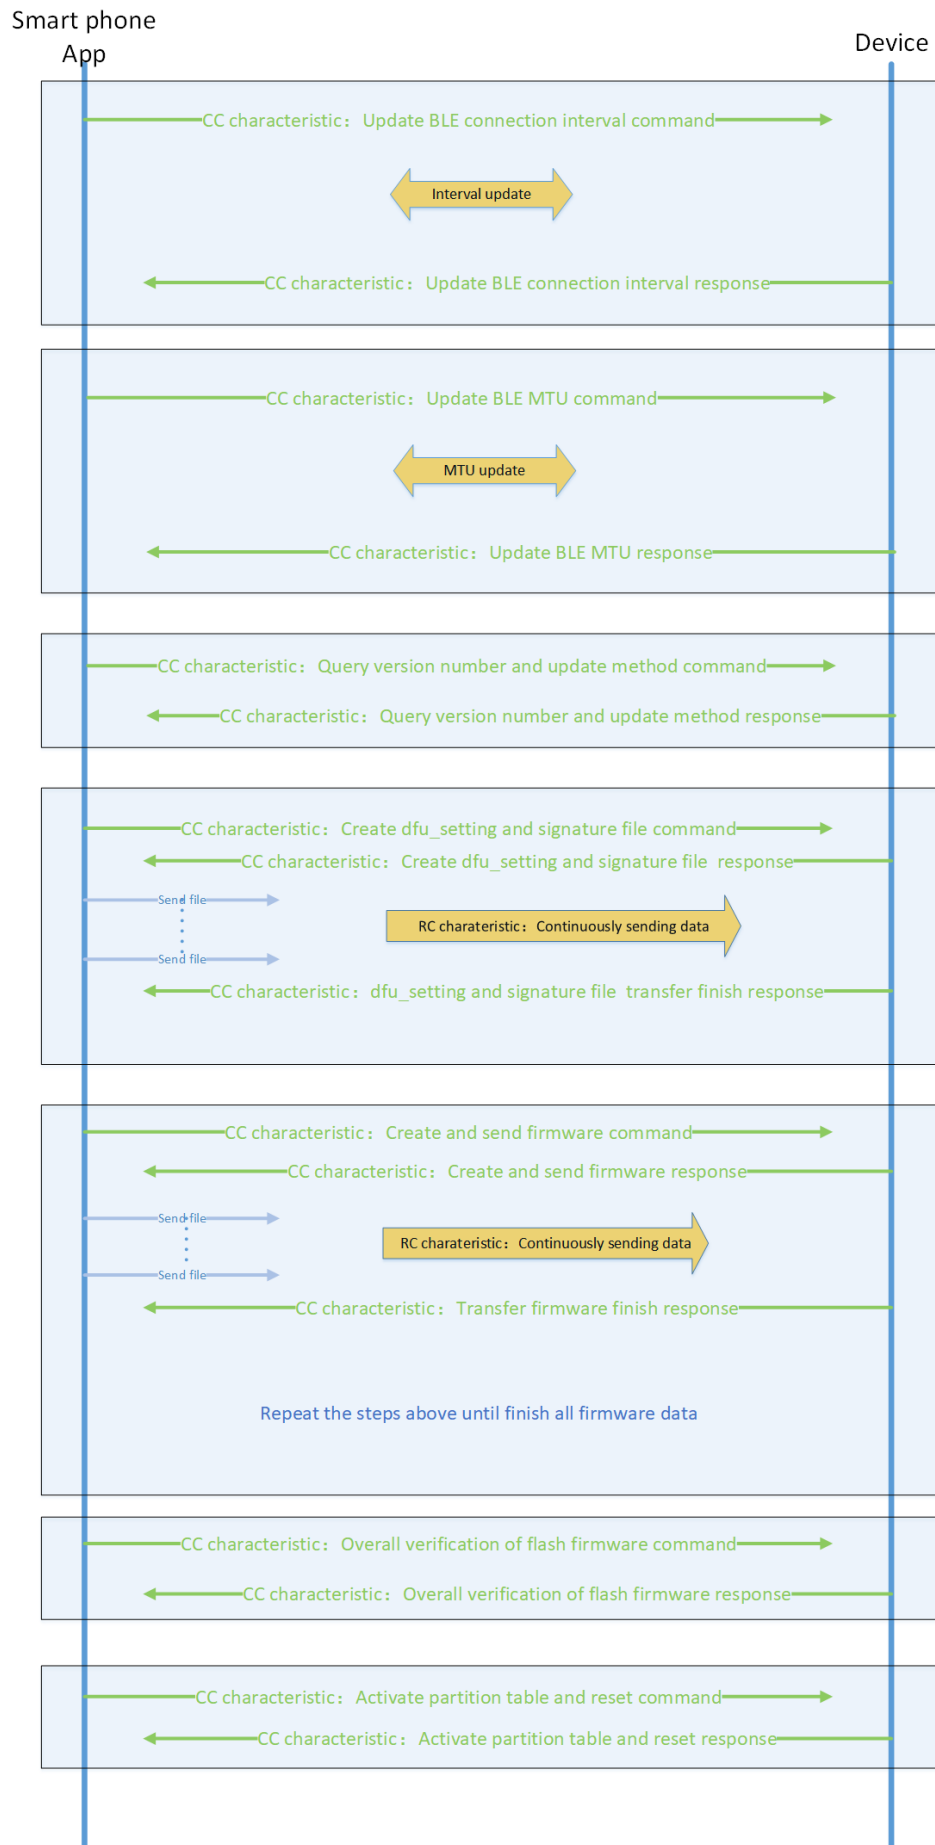 Smart phone
App
Device
CC characteristic：Update BLE connection interval command
Interval update
CC characteristic：Update BLE connection interval response
CC characteristic：Update BLE MTU command
MTU update
CC characteristic：Update BLE MTU response
CC characteristic：Query version number and update method command
CC characteristic：Query version number and update method response
CC characteristic：Create dfu_setting and signature file command
CC characteristic：Create dfu_setting and signature file  response
Send file
RC charateristic：Continuously sending data
Send file
CC characteristic：dfu_setting and signature file  transfer finish response
CC characteristic：Create and send firmware command
CC characteristic：Create and send firmware response
Send file
RC charateristic：Continuously sending data
Send file
CC characteristic：Transfer firmware finish response
Repeat the steps above until finish all firmware data
CC characteristic：Overall verification of flash firmware command
CC characteristic：Overall verification of flash firmware response
CC characteristic：Activate partition table and reset command
CC characteristic：Activate partition table and reset response